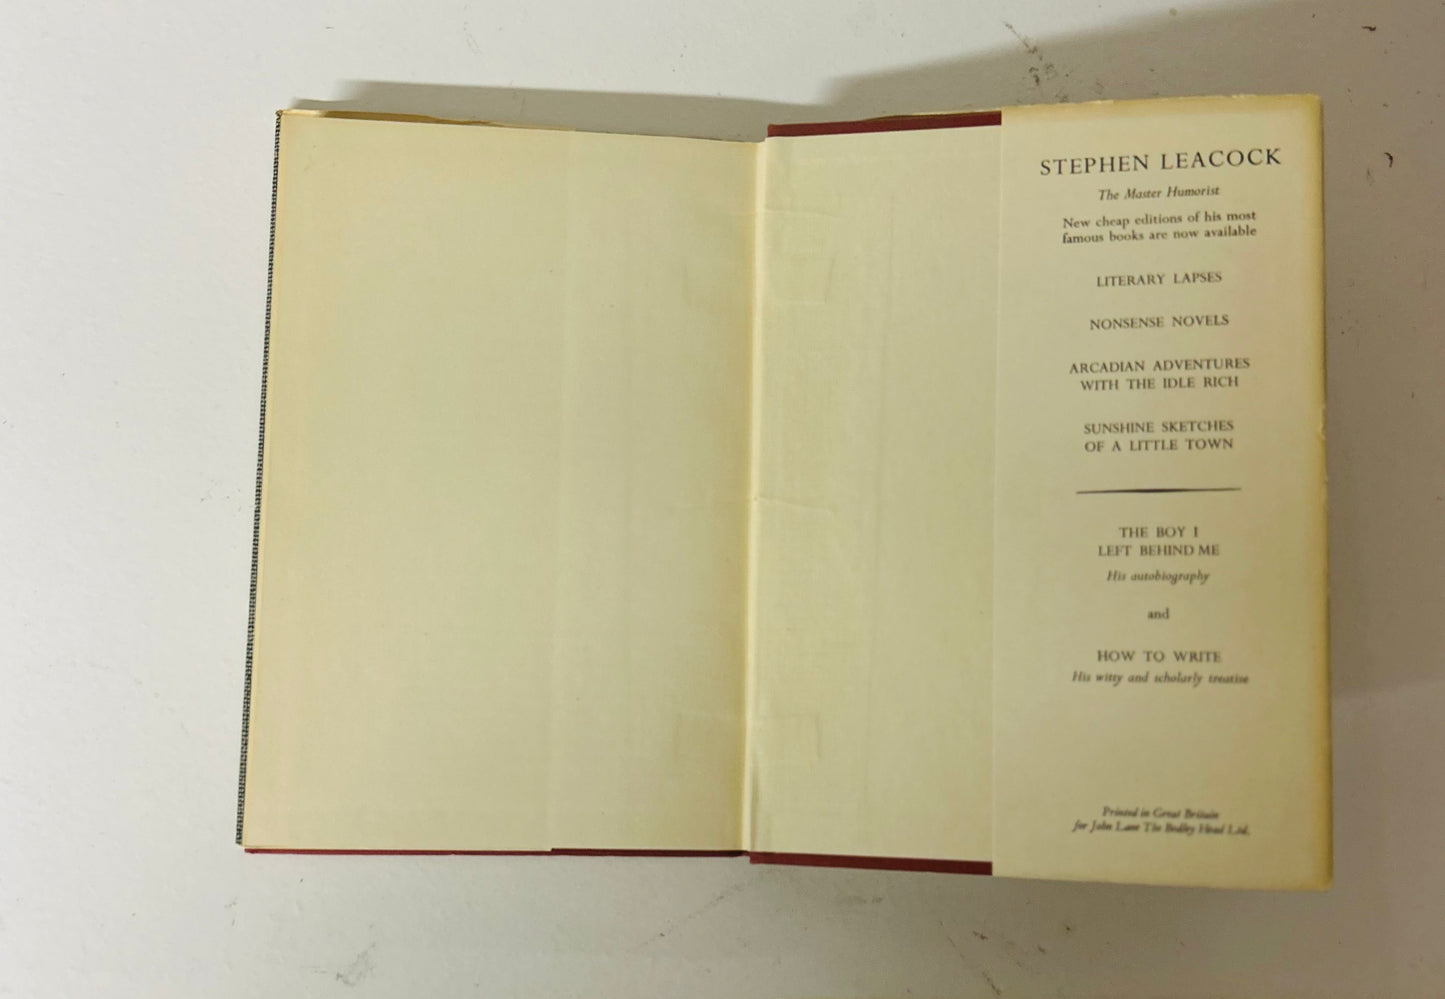 STEPHEN LEACOCK
The Master Humorist
New cheap editions of his most
famous books are now available
LITERARY LAPSES
NONSENSE NOVELS
ARCADIAN ADVENTURES
WITH THE IDLE RICH
SUNSHINE SKETCHES
OF A LITTLE TOWN
THE BOY I
LEFT BEHIND ME
His autobiography
and
HOW TO WRITE
His witty and scholarly treatise
Printed in Great Britain
for John Lane The Bodley Head Ltd.